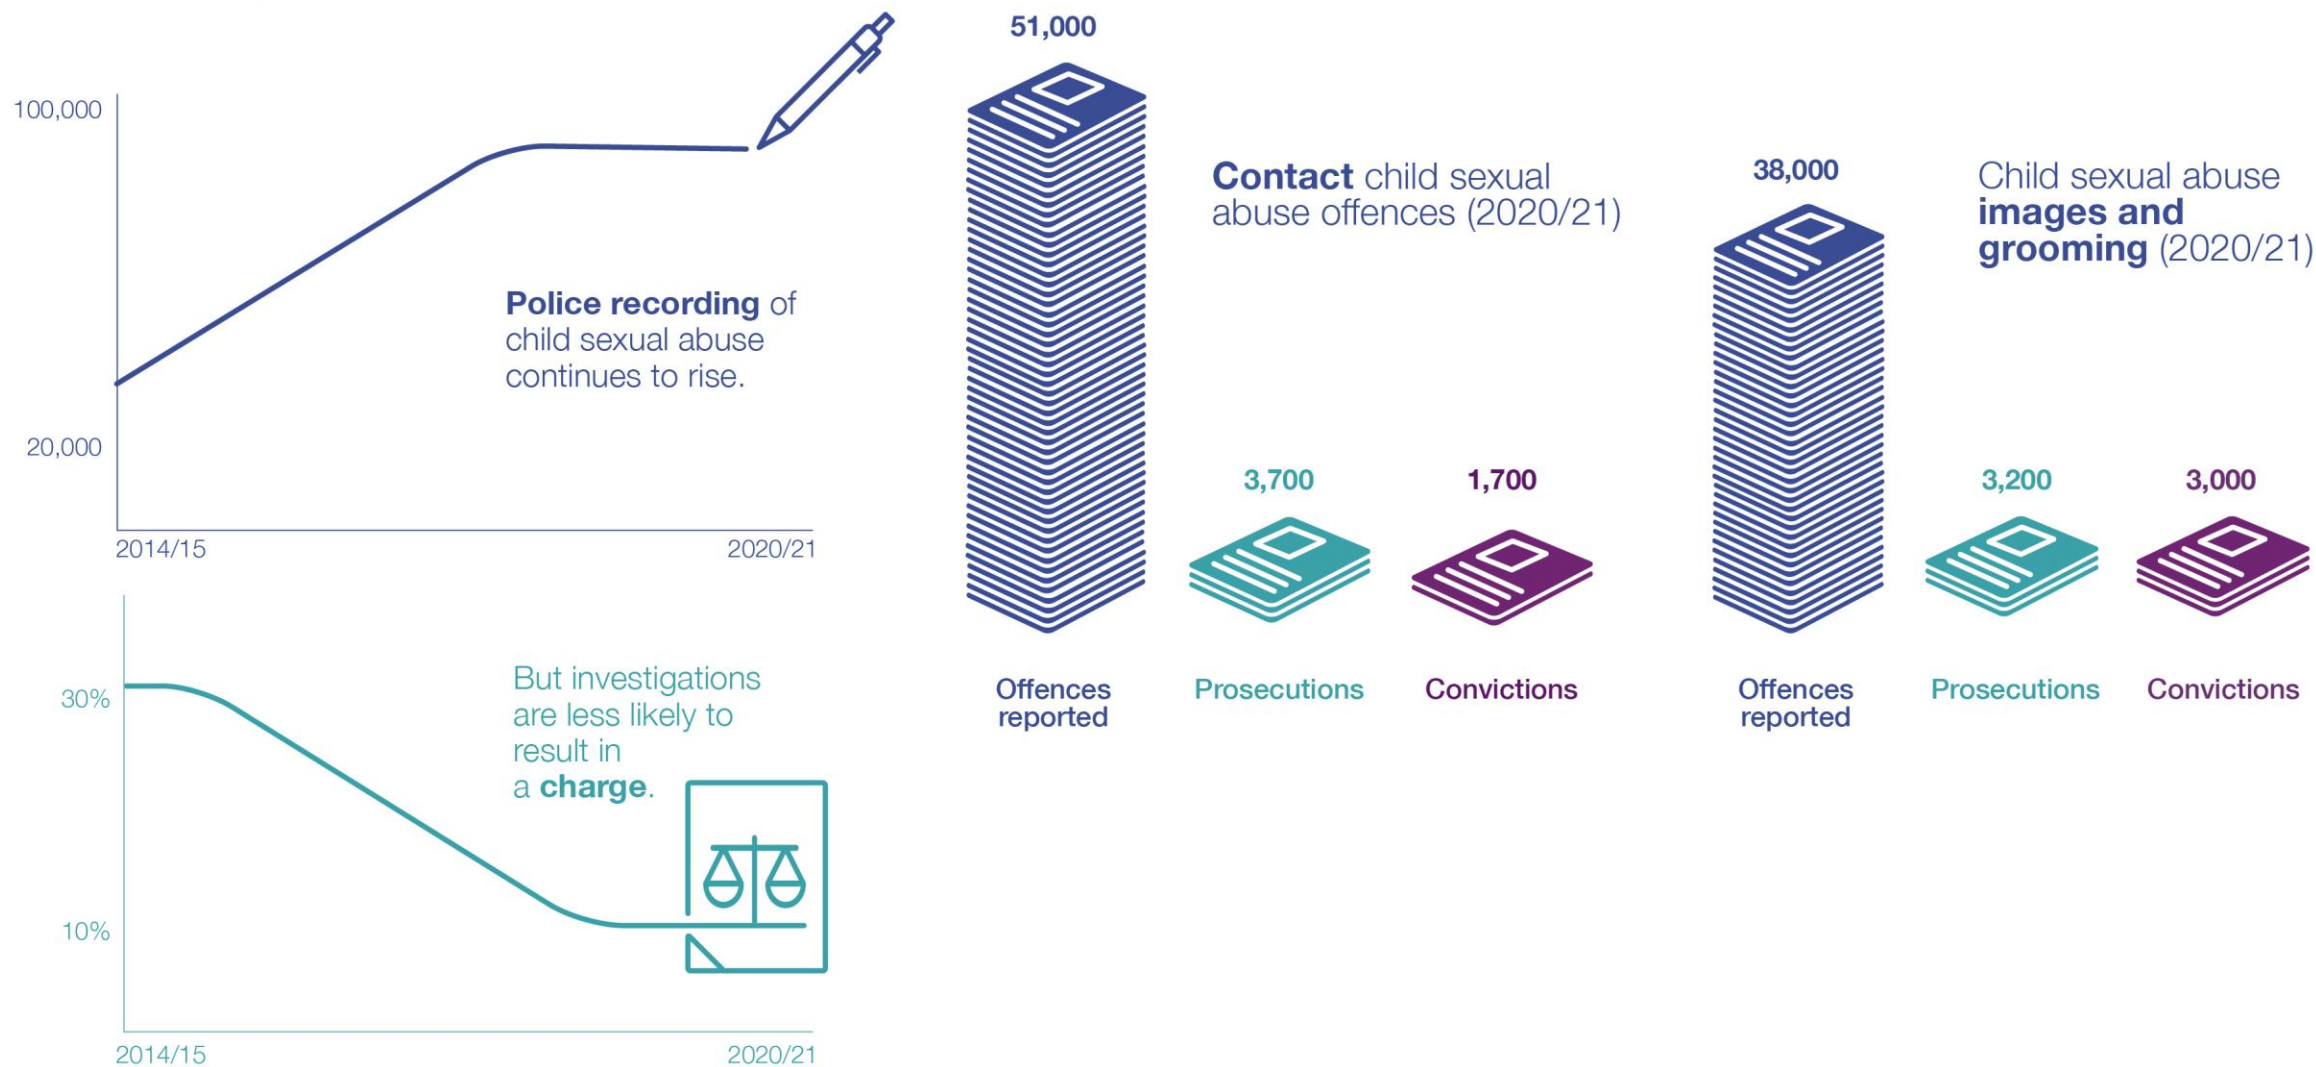 100,000
20,000
2014/15
2020/21
Police recording of
child sexual abuse
continues to rise.
30%
10%
2014/15
2020/21
But investigations
are less likely to
result in
a charge.
51,000
Contact child sexual
abuse offences (2020/21)
3,700
1,700
Offences
reported
Prosecutions
Convictions
38,000
Child sexual abuse
images and
grooming (2020/21)
3,200
3,000
Offences
reported
Prosecutions
Convictions